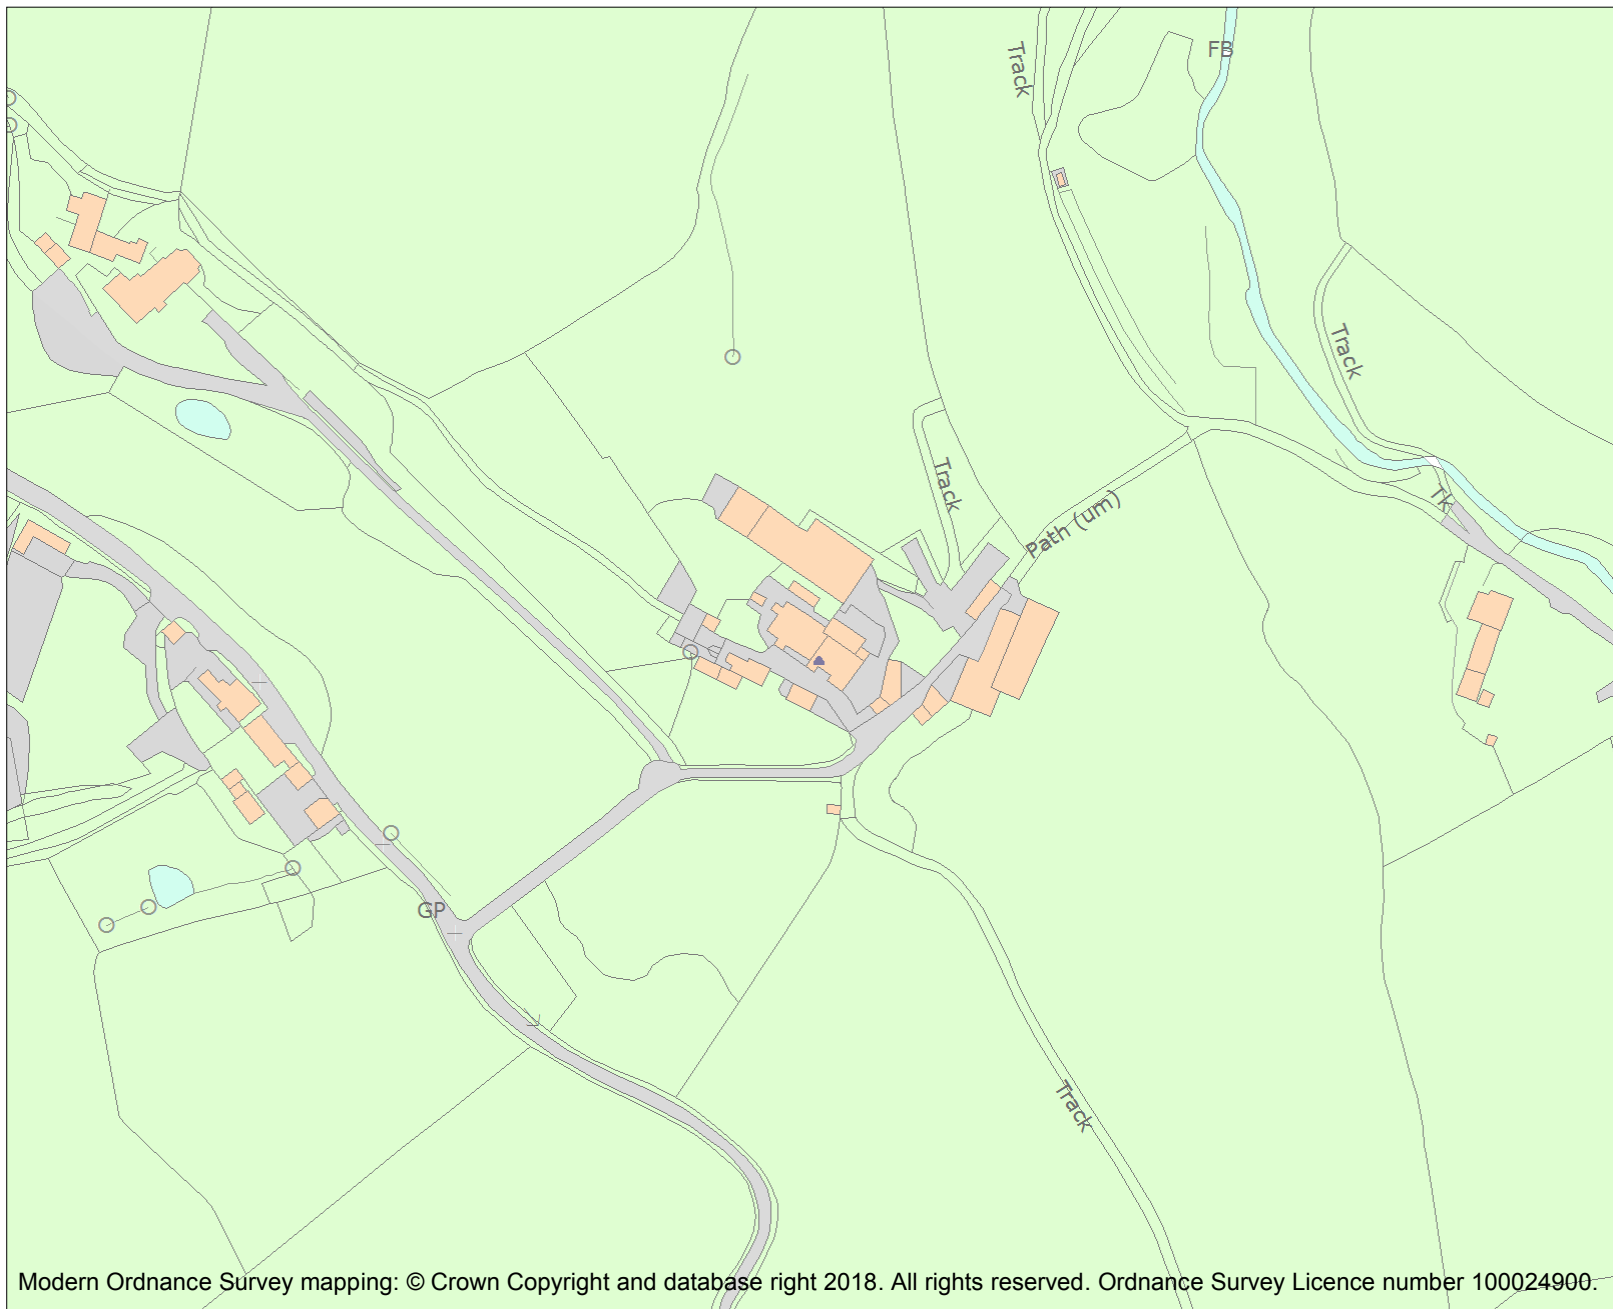 Track
FB
Track
Track
Path (um)
Tk
GP
Track
Modern Ordnance Survey mapping: © Crown Copyright and database right 2018. All rights reserved. Ordnance Survey Licence number 100024900.